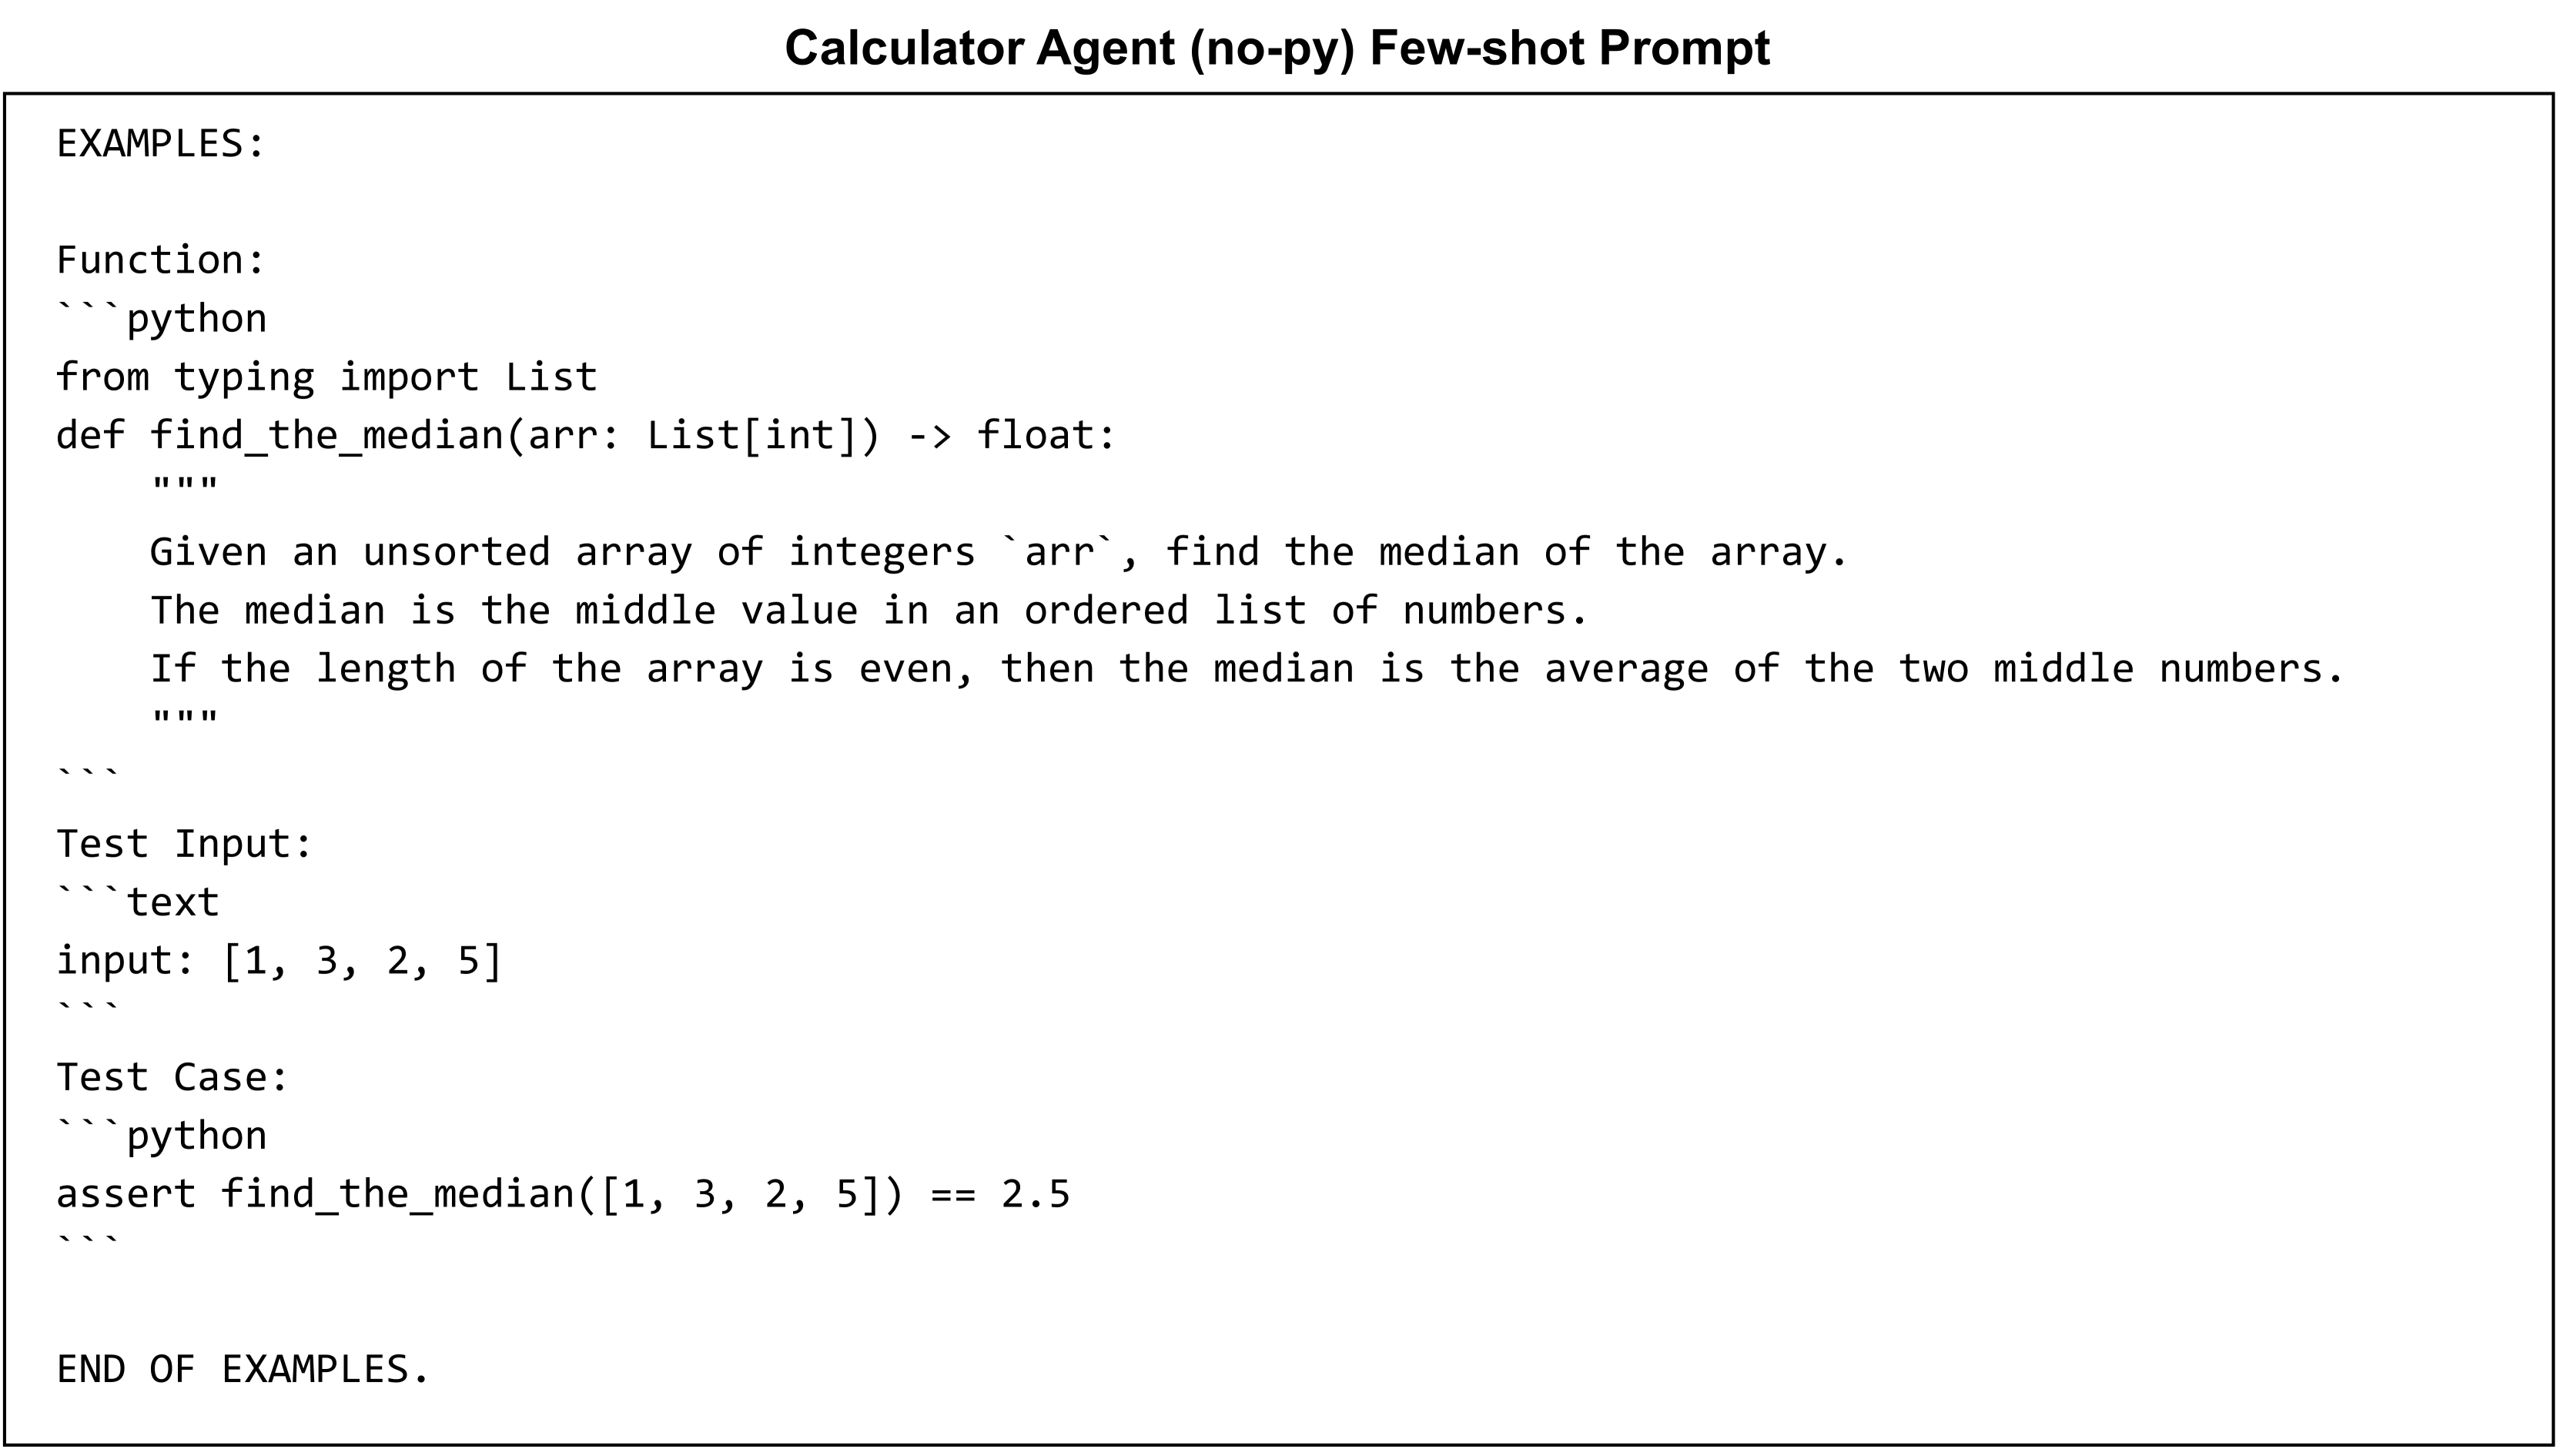 Calculator Agent (no-py) Few-shot Prompt
EXAMPLES:
Function:
```python
from typing import List
def find_the_median(arr: List[int]) -> float:
    """
    Given an unsorted array of integers `arr`, find the median of the array.
    The median is the middle value in an ordered list of numbers.
    If the length of the array is even, then the median is the average of the two middle numbers.
    """
```
Test Input:
```text
input: [1, 3, 2, 5]
```
Test Case:
```python
assert find_the_median([1, 3, 2, 5]) == 2.5
```
END OF EXAMPLES.